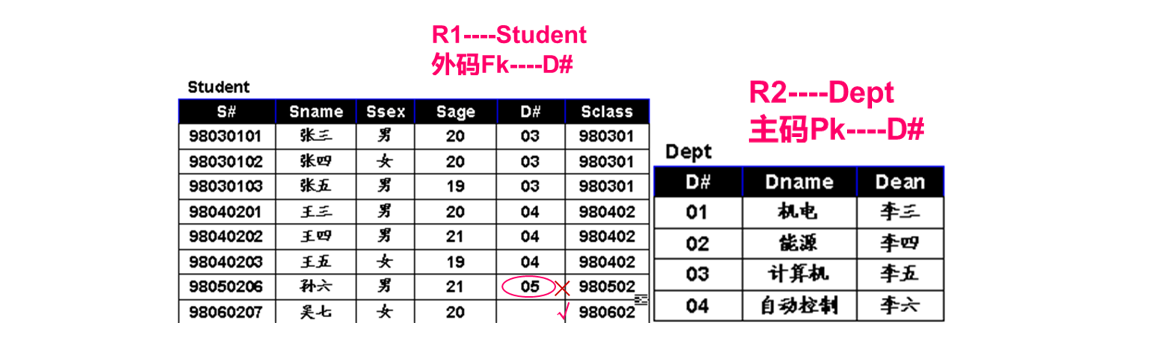 R1----Student
外码Fk----D#
Student
S# Sname Ssex Sage D# Sclass
98030101 张三 男 20 03 980301
98030102 张四 女 20 03 980301
98030103 张五 男 19 03 980301
98040201 王三 男 20 04 980402
98040202 王四 男 21 04 980402
98040203 王五 女 19 04 980402
98050206 孙六 男 21 05 980502
98060207 吴七 女 20 980602
R2----Dept
主码Pk----D#
Dept
D# Dname Dean
01 机电 李三
02 能源 李四
03 计算机 李五
04 自动控制 李六